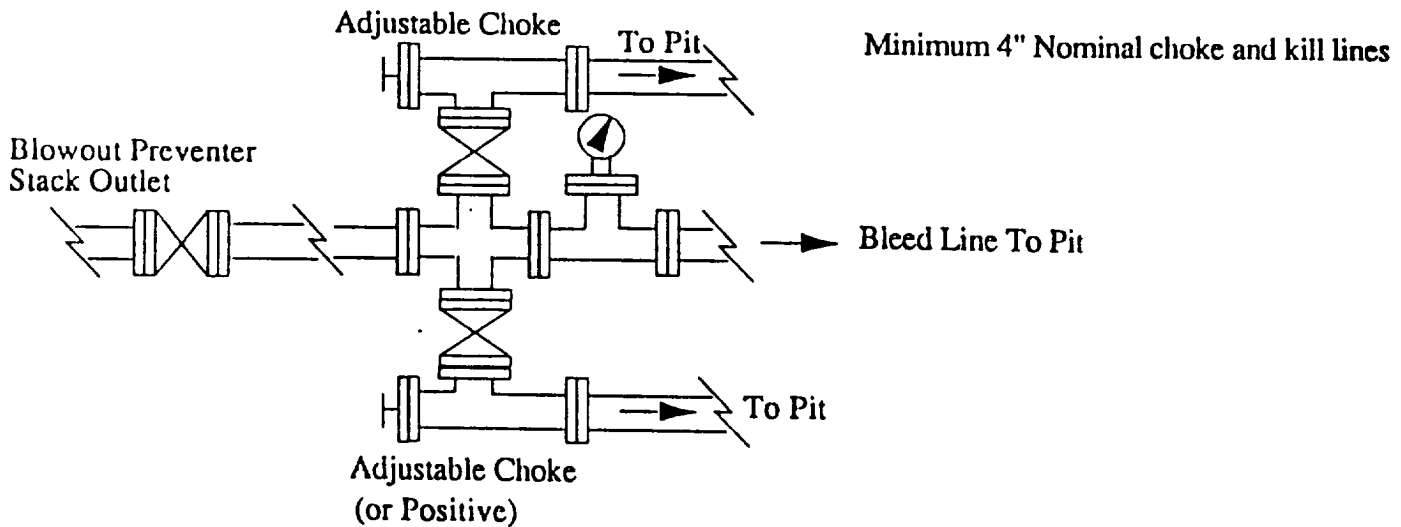 Adjustable Choke
To Pit
Minimum 4" Nominal choke and kill lines
Blowout Preventer
Stack Outlet
Bleed Line To Pit
To Pit
Adjustable Choke
(or Positive)